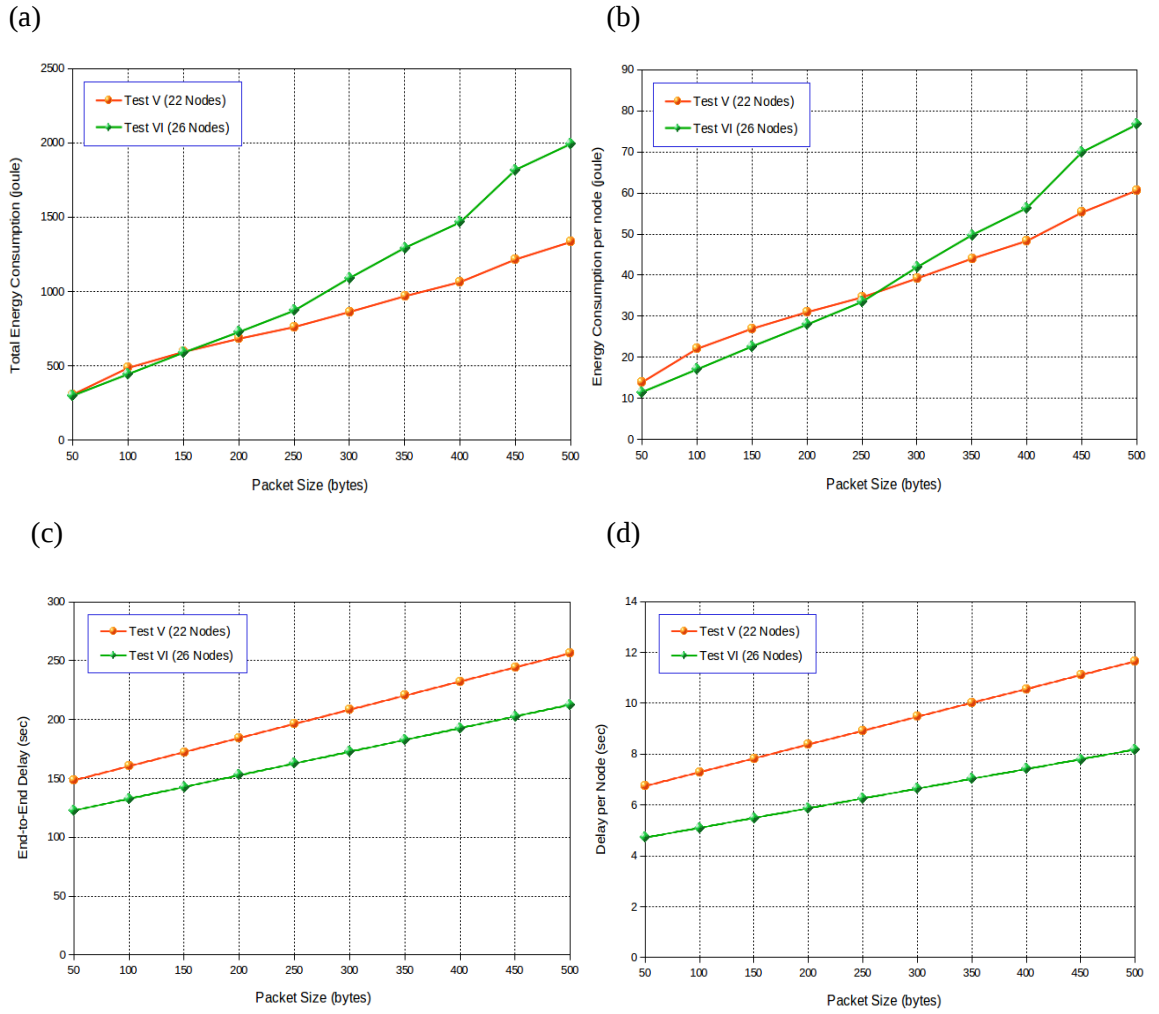 (a)
Total Energy Consumption (joule)
2500
2000
1500
1000
500
0
Test V (22 Nodes)
Test VI (26 Nodes)
50 100 150 200 250 300 350 400 450 500
Packet Size (bytes)
(b)
Energy Consumption per node (joule)
90
80
70
60
50
40
30
20
10
0
Test V (22 Nodes)
Test VI (26 Nodes)
50 100 150 200 250 300 350 400 450 500
Packet Size (bytes)
(c)
End-to-End Delay (sec)
300
250
200
150
100
50
0
Test V (22 Nodes)
Test VI (26 Nodes)
50 100 150 200 250 300 350 400 450 500
Packet Size (bytes)
(d)
Delay per Node (sec)
14
12
10
8
6
4
2
0
Test V (22 Nodes)
Test VI (26 Nodes)
50 100 150 200 250 300 350 400 450 500
Packet Size (bytes)